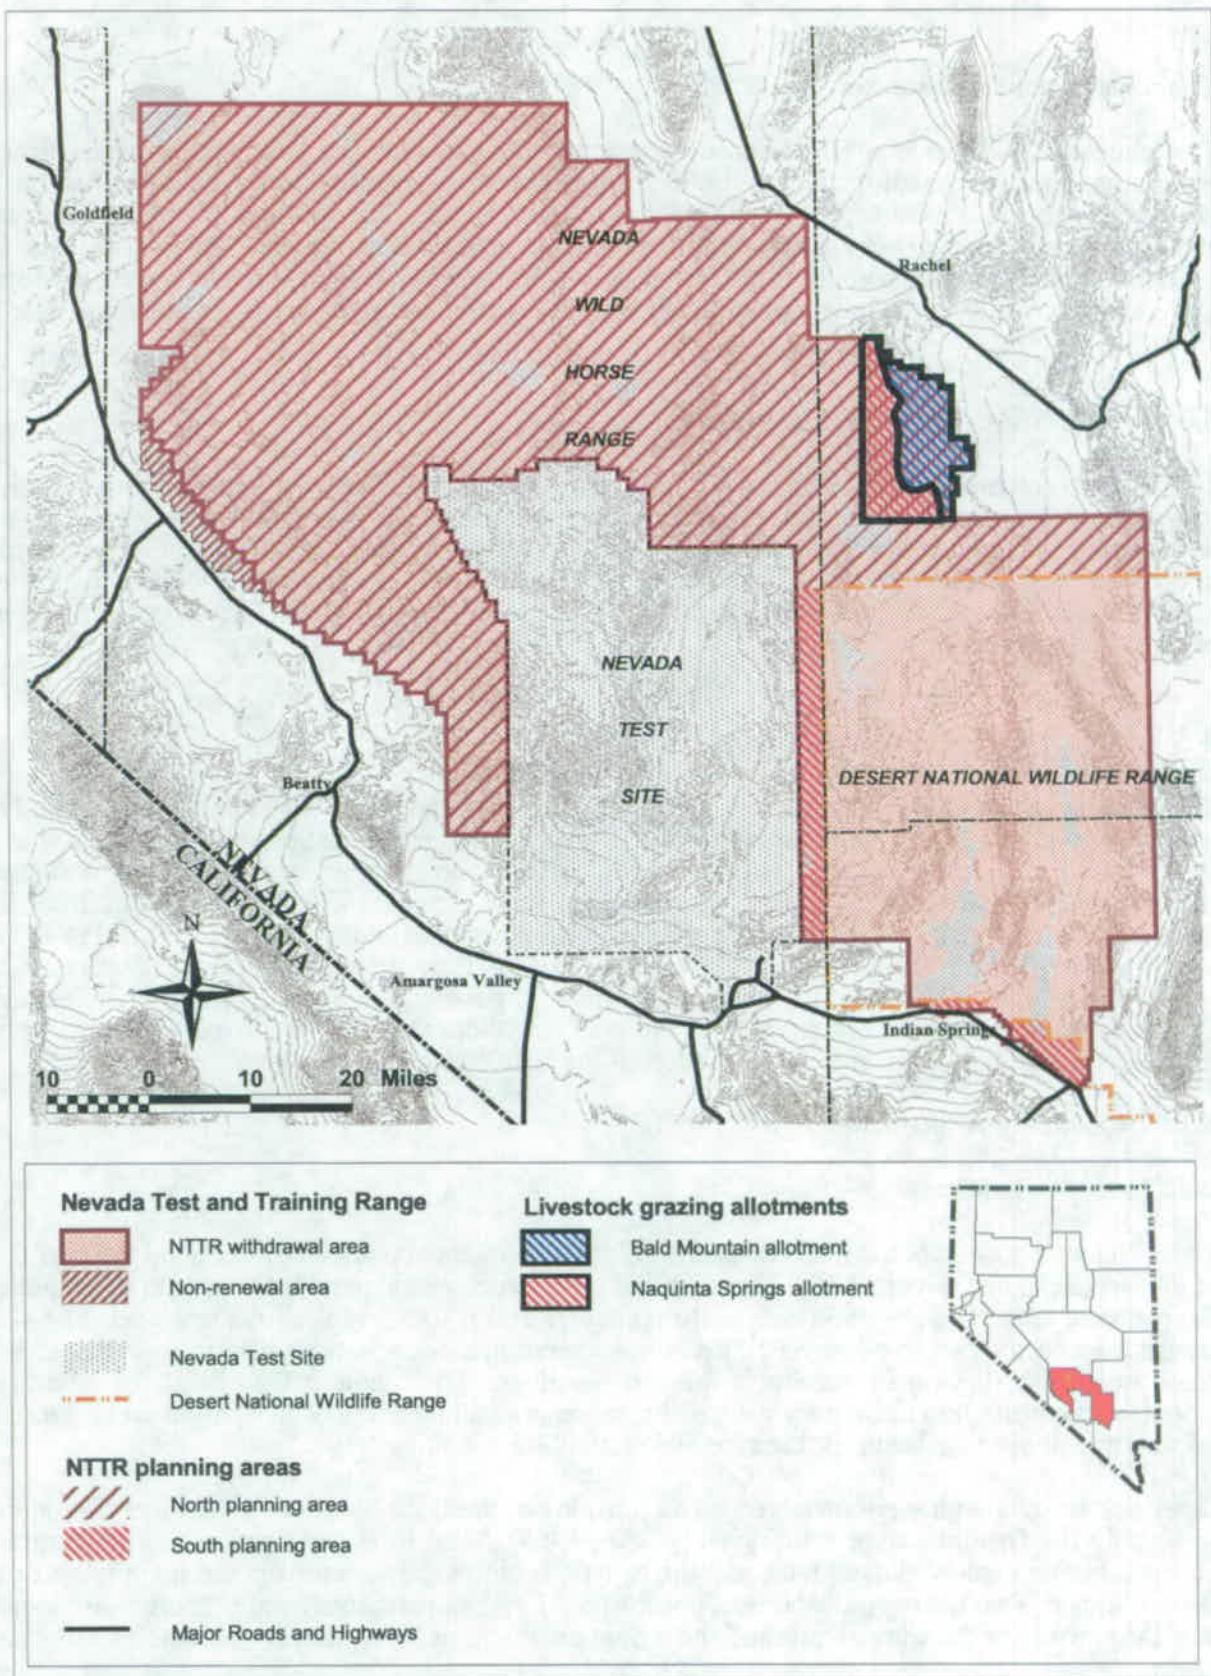 Goldfield
NEVADA
WILD
HORSE
RANGE
Rachel
NEVADA
TEST
SITE
DESERT NATIONAL WILDLIFE RANGE
Beatty
NEVADA
CALIFORNIA
N
Amargosa Valley
Indian Springs
10 0 10 20 Miles
Nevada Test and Training Range
NTTR withdrawal area
Non-renewal area
Nevada Test Site
Desert National Wildlife Range
NTTR planning areas
North planning area
South planning area
Major Roads and Highways
Livestock grazing allotments
Bald Mountain allotment
Naquinta Springs allotment